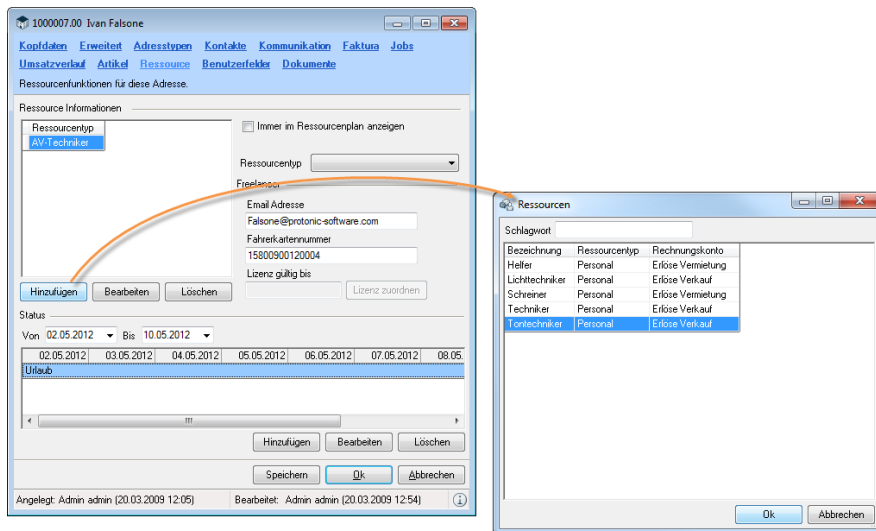 1000007.00 Ivan Falsone
Kopfdaten Erweitert Adresstypen Kontakte Kommunikation Faktura Jobs
Umsatzverlauf Artikel Ressource Benutzerfelder Dokumente
Ressourcenfunktionen für diese Adresse.
Ressource Informationen
Ressourcentyp
AV-Techniker
Immer im Ressourcenplan anzeigen
Ressourcentyp
Freelancer
Email Adresse
Falsone@protonic-software.com
Fahrerkartennummer
15800900120004
Lizenz gültig bis
Lizenz zuordnen
Hinzufügen Bearbeiten Löschen
Status
Von 02.05.2012 Bis 10.05.2012
02.05.2012 03.05.2012 04.05.2012 05.05.2012 06.05.2012 07.05.2012 08.05.
Urlaub
Hinzufügen Bearbeiten Löschen
Speichern Ok Abbrechen
Angelegt: Admin admin (20.03.2009 12:05) Bearbeitet: Admin admin (20.03.2009 12:54)
Ressourcen
Schlagwort
Bezeichnung Ressourcentyp Rechnungskonto
Helfer Personal Erlöse Vermietung
Lichttechniker Personal Erlöse Verkauf
Schreiner Personal Erlöse Vermietung
Techniker Personal Erlöse Verkauf
Tontechniker Personal Erlöse Verkauf
Ok Abbrechen